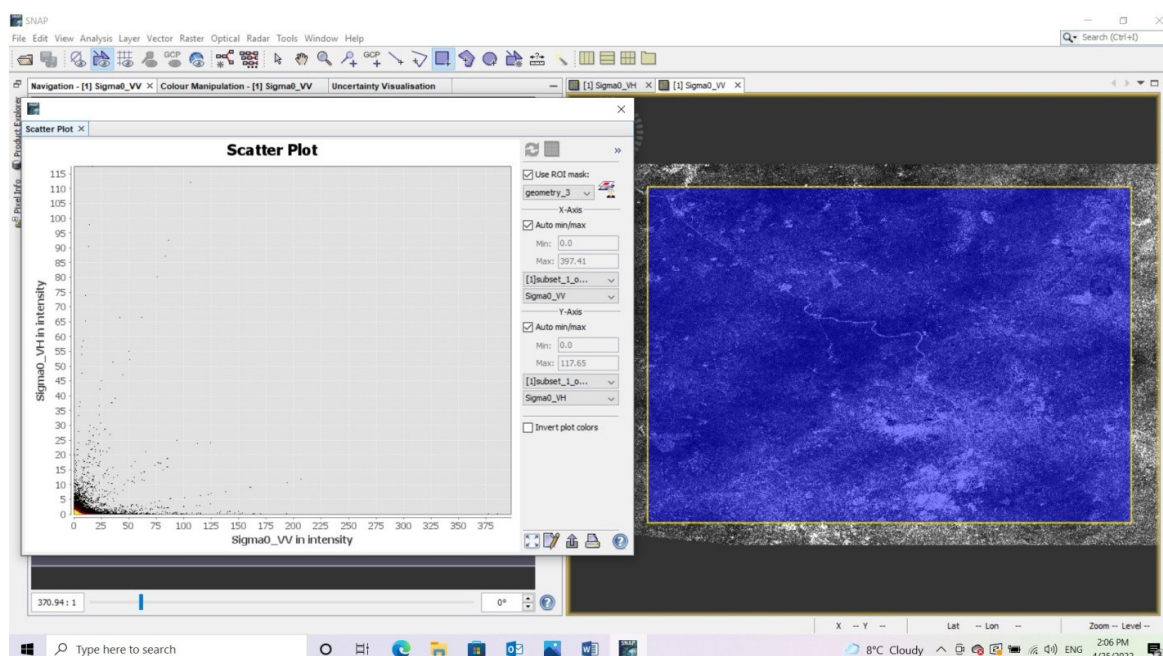 SNAP
File Edit View Analysis Layer Vector Raster Optical Radar Tools Window Help
Search (Ctrl+I)
GCP
GCP
Navigation - [1] Sigma0_VV × Colour Manipulation - [1] Sigma0_VV Uncertainty Visualisation
[1] Sigma0_VH × [1] Sigma0_VV ×
Product Explorer
Pixel Info
Scatter Plot ×
Scatter Plot
Use ROI mask:
geometry_3
X-Axis
Auto min/max
Min: 0.0
Max: 397.41
[1]subset_1_o...
Sigma0_VV
Y-Axis
Auto min/max
Min: 0.0
Max: 117.65
[1]subset_1_o...
Sigma0_VH
Invert plot colors
Sigma0_VH in intensity
115
110
105
100
95
90
85
80
75
70
65
60
55
50
45
40
35
30
25
20
15
10
5
0
0 25 50 75 100 125 150 175 200 225 250 275 300 325 350 375
Sigma0_VV in intensity
370.94 : 1
0°
X -- Y -- Lat -- Lon -- Zoom -- Level --
Type here to search
8°C Cloudy
ENG
2:06 PM